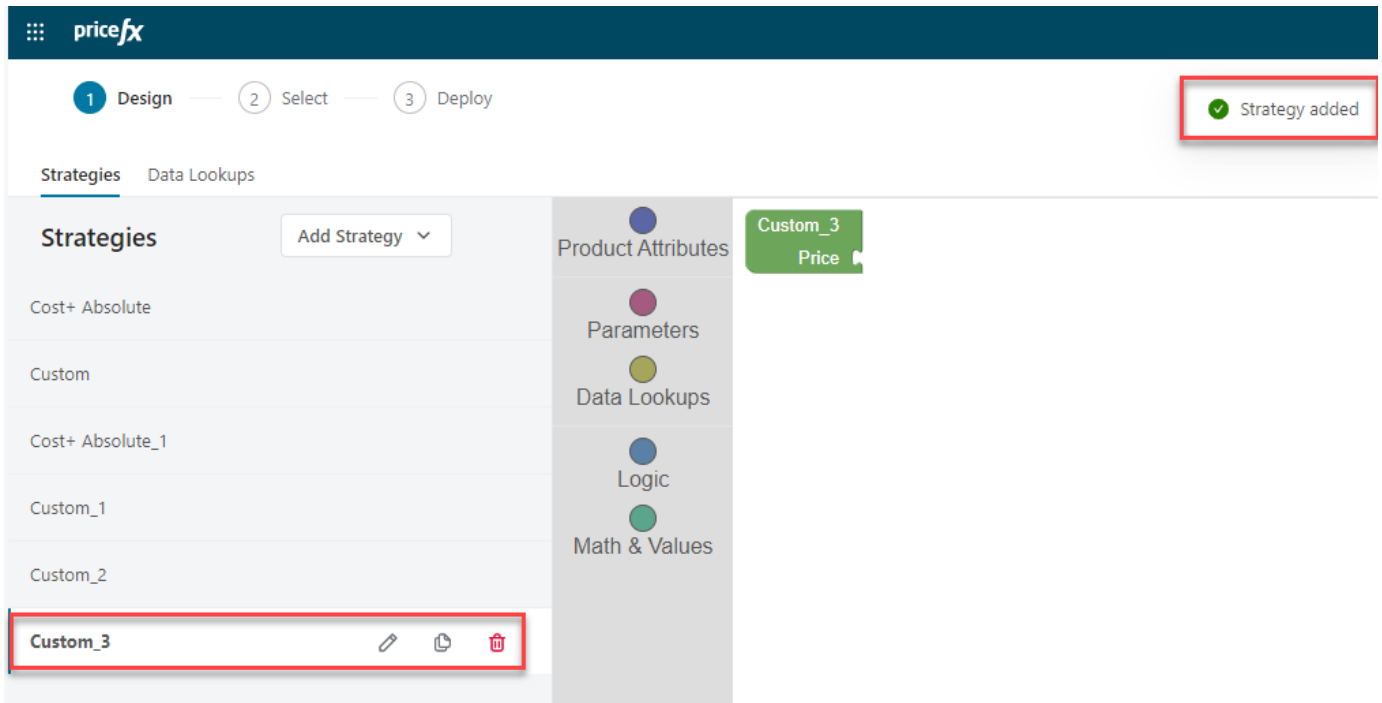 pricefx
1 Design 2 Select 3 Deploy
Strategy added
Strategies Data Lookups
Strategies Add Strategy
Cost+ Absolute
Custom
Cost+ Absolute_1
Custom_1
Custom_2
Custom_3
Product Attributes
Parameters
Data Lookups
Logic
Math & Values
Custom_3
Price